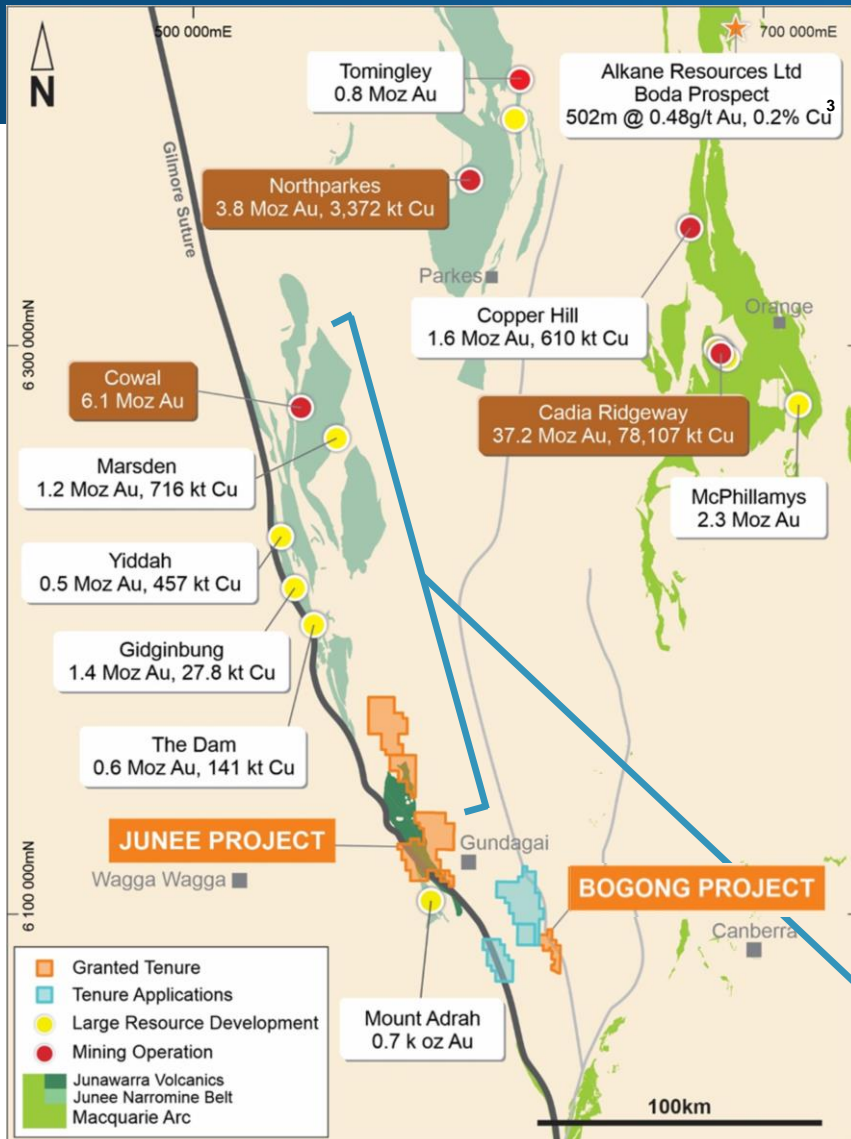 500 000mE
700 000mE
N
Tomingley
0.8 Moz Au
Alkane Resources Ltd
Boda Prospect
502m @ 0.48g/t Au, 0.2% Cu3
Gilmore Suture
Northparkes
3.8 Moz Au, 3,372 kt Cu
Parkes
Copper Hill
1.6 Moz Au, 610 kt Cu
Orange
6 300 000mN
Cowal
6.1 Moz Au
Cadia Ridgeway
37.2 Moz Au, 78,107 kt Cu
Marsden
1.2 Moz Au, 716 kt Cu
McPhillamys
2.3 Moz Au
Yiddah
0.5 Moz Au, 457 kt Cu
Gidginbung
1.4 Moz Au, 27.8 kt Cu
The Dam
0.6 Moz Au, 141 kt Cu
JUNEE PROJECT
Gundagai
Wagga Wagga
BOGONG PROJECT
6 100 000mN
Canberra
Granted Tenure
Tenure Applications
Large Resource Development
Mining Operation
Junawarra Volcanics
Junee Narromine Belt
Macquarie Arc
Mount Adrah
0.7 k oz Au
100km